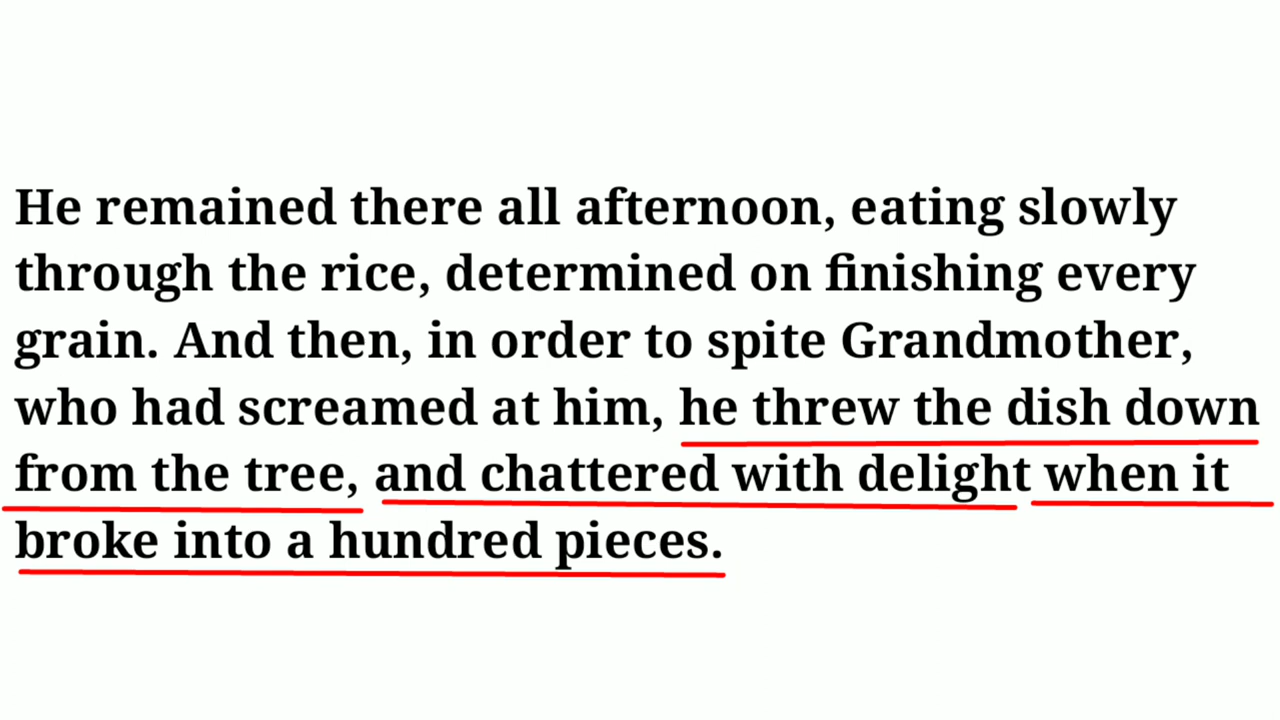 He remained there all afternoon, eating slowly
through the rice, determined on finishing every
grain. And then, in order to spite Grandmother,
who had screamed at him, he threw the dish down
from the tree, and chattered with delight when it
broke into a hundred pieces.